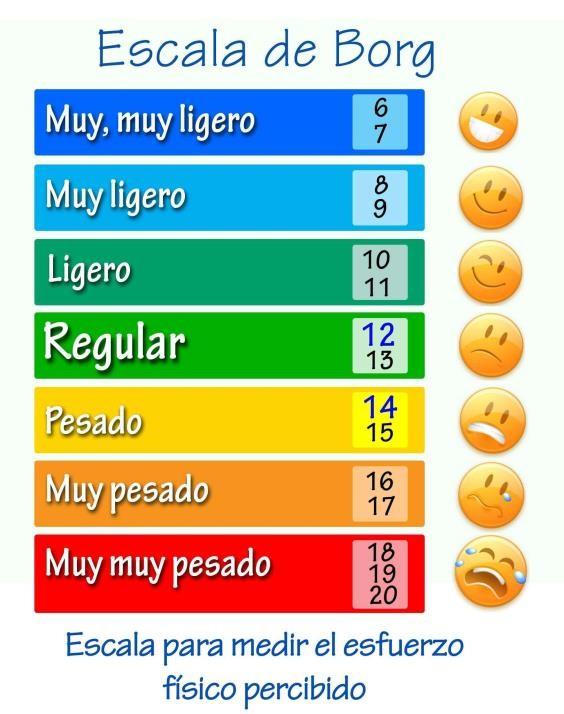 Escala de Borg
Muy, muy ligero
6
7
Muy ligero
8
9
Ligero
10
11
Regular
12
13
Pesado
14
15
Muy pesado
16
17
Muy muy pesado
18
19
20
Escala para medir el esfuerzo
físico percibido